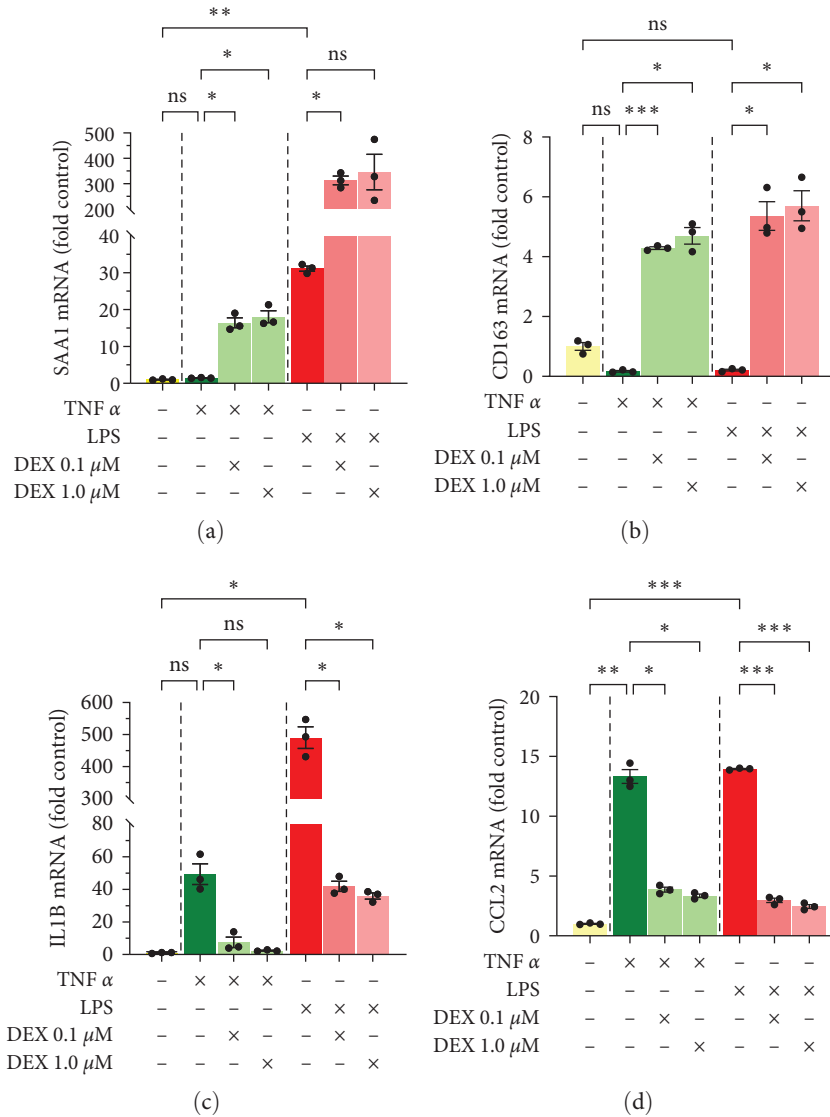 **
* ns
ns * *
SAA1 mRNA (fold control)
500
400
300
200
40
30
20
10
0
TNF α – × × × – – –
LPS – – – – × × ×
DEX 0.1 μM – – × – – × –
DEX 1.0 μM – – – × – – ×
(a)
ns
* *
ns *** *
CD163 mRNA (fold control)
8
6
4
2
0
TNF α – × × × – – –
LPS – – – – × × ×
DEX 0.1 μM – – × – – × –
DEX 1.0 μM – – – × – – ×
(b)
*
ns *
ns * *
IL1B mRNA (fold control)
600
500
400
300
80
60
40
20
0
TNF α – × × × – – –
LPS – – – – × × ×
DEX 0.1 μM – – × – – × –
DEX 1.0 μM – – – × – – ×
(c)
***
* ***
** * ***
CCL2 mRNA (fold control)
20
15
10
5
0
TNF α – × × × – – –
LPS – – – – × × ×
DEX 0.1 μM – – × – – × –
DEX 1.0 μM – – – × – – ×
(d)